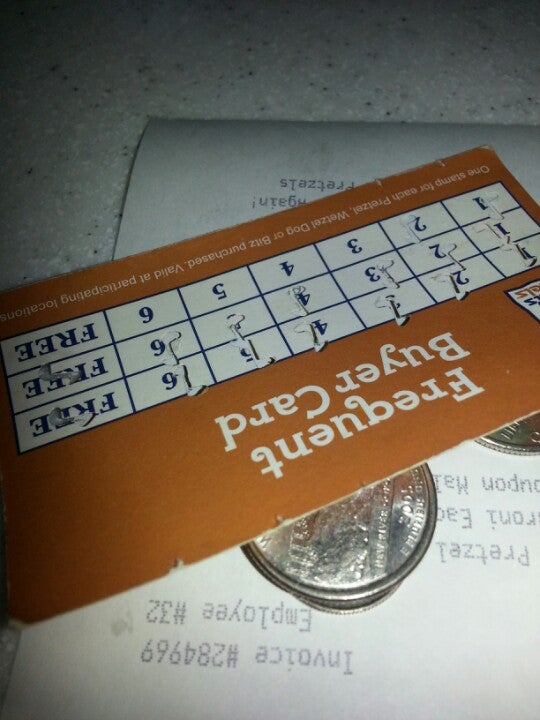 Invoice #284969
Employee #32
Pretzel
Frequent
Buyer Card
1 2 4 5 6 FREE
1 2 3 4 5 6 FREE
1 2 3 4 5 6 FREE
One stamp for each Pretzel, Wetzel Dog or Bitz purchased. Valid at participating locations
Again!
Pretzels